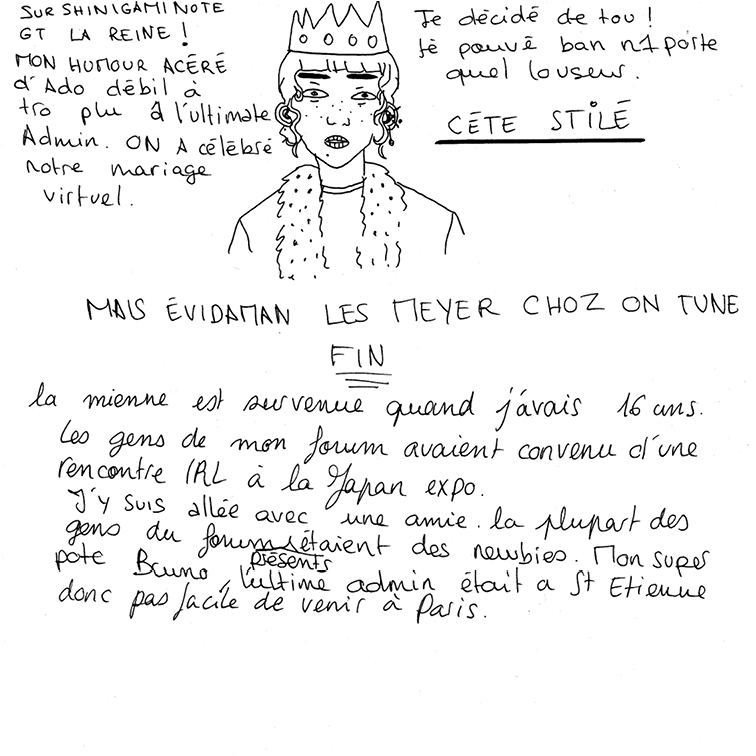 SUR SHINIGAMI NOTE
GT LA REINE !
MON HUMOUR ACÉRÉ
d'Ado débil à
tro plu â l'ultimate
Admin. ON A célébré
notre mariage
virtuel.
Je décidé de tou !
Jé pouvé ban n1porte
quel louseur.
CÉTÉ STILÉ
MAIS ÉVIDAMAN LES MEYER CHOZ ON TUNE
FIN
la mienne est survenue quand j'avais 16 ans.
Les gens de mon forum avaient convenu d'une
rencontre IRL à la Japan expo.
J'y suis allée avec une amie. la plupart des
gens du forum présents étaient des newbies. Mon super
pote Bruno, l'ultime admin était a St Etienne
donc pas facile de venir à Paris.